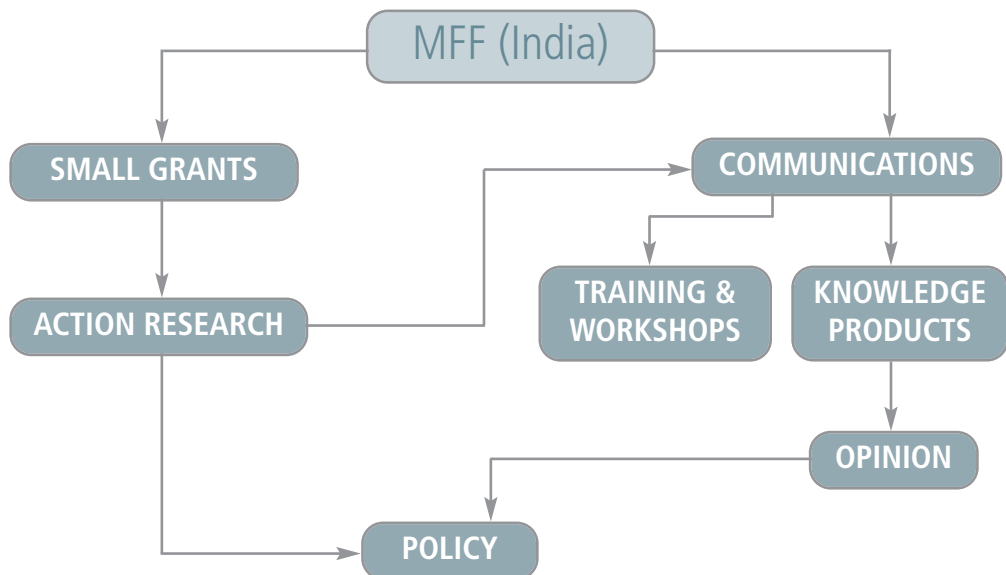 MFF (India)
SMALL GRANTS
COMMUNICATIONS
TRAINING &
WORKSHOPS
KNOWLEDGE
PRODUCTS
ACTION RESEARCH
OPINION
POLICY